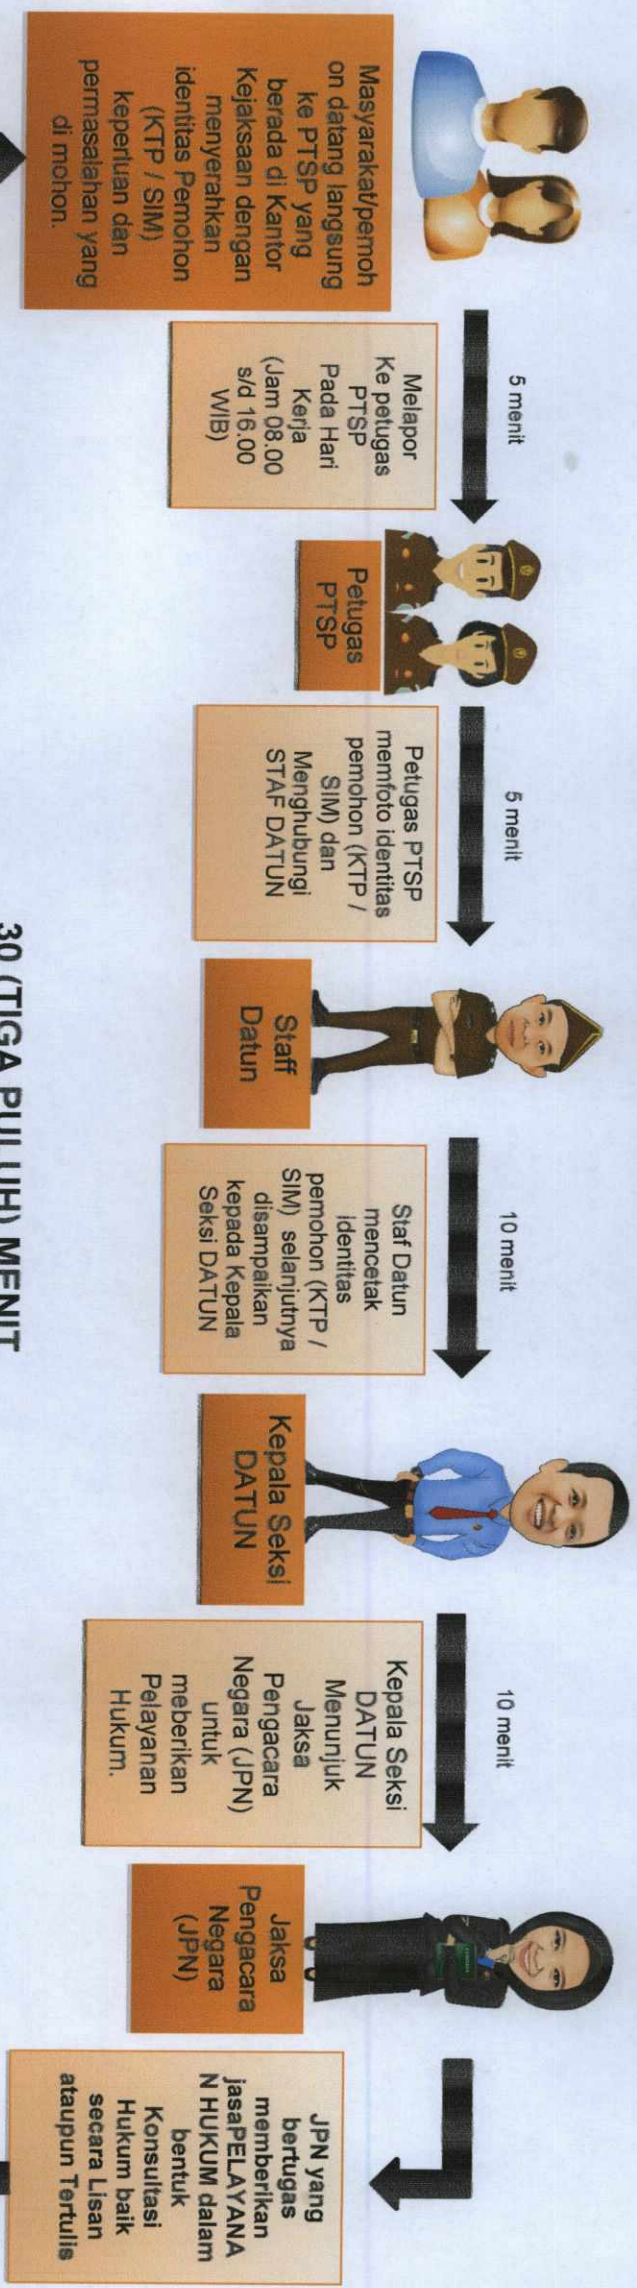 Masyarakat/pemoh
on datang langsung
ke PTSP yang
berada di Kantor
Kejaksaan dengan
menyerahkan
identitas Pemohon
(KTP / SIM)
keperluan dan
permasalahan yang
di mohon.
5 menit
Melapor
Ke petugas
PTSP
Pada Hari
Kerja
(Jam 08.00
s/d 16.00
WIB)
Petugas
PTSP
5 menit
Petugas PTSP
memfoto identitas
pemohon (KTP /
SIM) dan
Menghubungi
STAF DATUN
Staff
Datun
10 menit
Staf Datun
mencetak
identitas
pemohon (KTP /
SIM) selanjutnya
disampaikan
kepada Kepala
Seksi DATUN
Kepala Seksi
DATUN
10 menit
Kepala Seksi
DATUN
Menunjuk
Jaksa
Pengacara
Negara (JPN)
untuk
meberikan
Pelayanan
Hukum.
Jaksa
Pengacara
Negara
(JPN)
JPN yang
bertugas
memberikan
jasaPELAYANA
N HUKUM dalam
bentuk
Konsultasi
Hukum baik
secara Lisan
ataupun Tertulis
30 (TIGA PULUH) MENIT